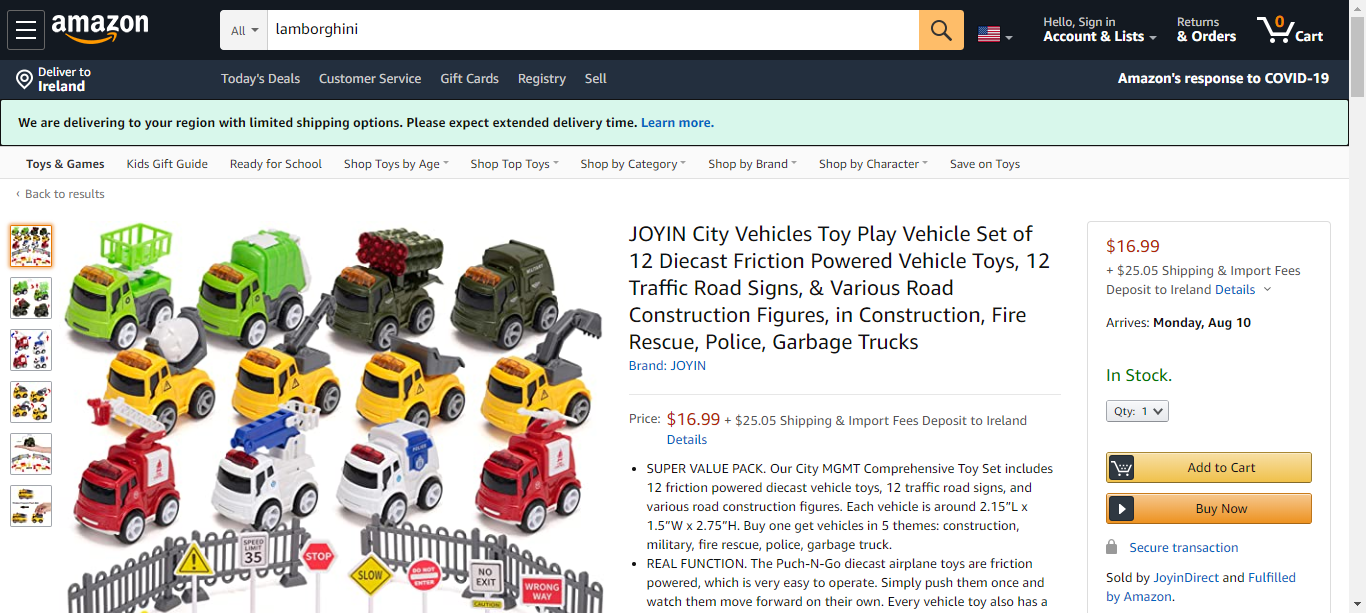 amazon
All
lamborghini
Hello, Sign in
Account & Lists
Returns
& Orders
0
Cart
Deliver to
Ireland
Today's Deals Customer Service Gift Cards Registry Sell
Amazon's response to COVID-19
We are delivering to your region with limited shipping options. Please expect extended delivery time. Learn more.
Toys & Games Kids Gift Guide Ready for School Shop Toys by Age Shop Top Toys Shop by Category Shop by Brand Shop by Character Save on Toys
‹ Back to results
JOYIN City Vehicles Toy Play Vehicle Set of
12 Diecast Friction Powered Vehicle Toys, 12
Traffic Road Signs, & Various Road
Construction Figures, in Construction, Fire
Rescue, Police, Garbage Trucks
Brand: JOYIN
Price: $16.99 + $25.05 Shipping & Import Fees Deposit to Ireland
Details
• SUPER VALUE PACK. Our City MGMT Comprehensive Toy Set includes
12 friction powered diecast vehicle toys, 12 traffic road signs, and
various road construction figures. Each vehicle is around 2.15”L x
1.5”W x 2.75”H. Buy one get vehicles in 5 themes: construction,
military, fire rescue, police, garbage truck.
• REAL FUNCTION. The Puch-N-Go diecast airplane toys are friction
powered, which is very easy to operate. Simply push them once and
watch them move forward on their own. Every vehicle toy also has a
$16.99
+ $25.05 Shipping & Import Fees
Deposit to Ireland Details
Arrives: Monday, Aug 10
In Stock.
Qty: 1
Add to Cart
Buy Now
Secure transaction
Sold by JoyinDirect and Fulfilled
by Amazon.
MILITARY
POLICE
SPEED
LIMIT
35
STOP
SLOW
DO NOT
ENTER
NO
EXIT
CAUTION
WRONG
WAY